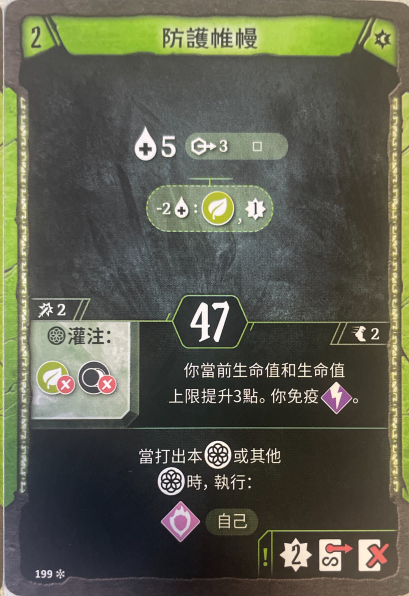 2 防護帷幔
5 3
-2 : , 1
2
47
灌注:
2
你當前生命值和生命值
上限提升3點。你免疫 。
當打出本 或其他
時, 執行:
自己
! 2 S
199